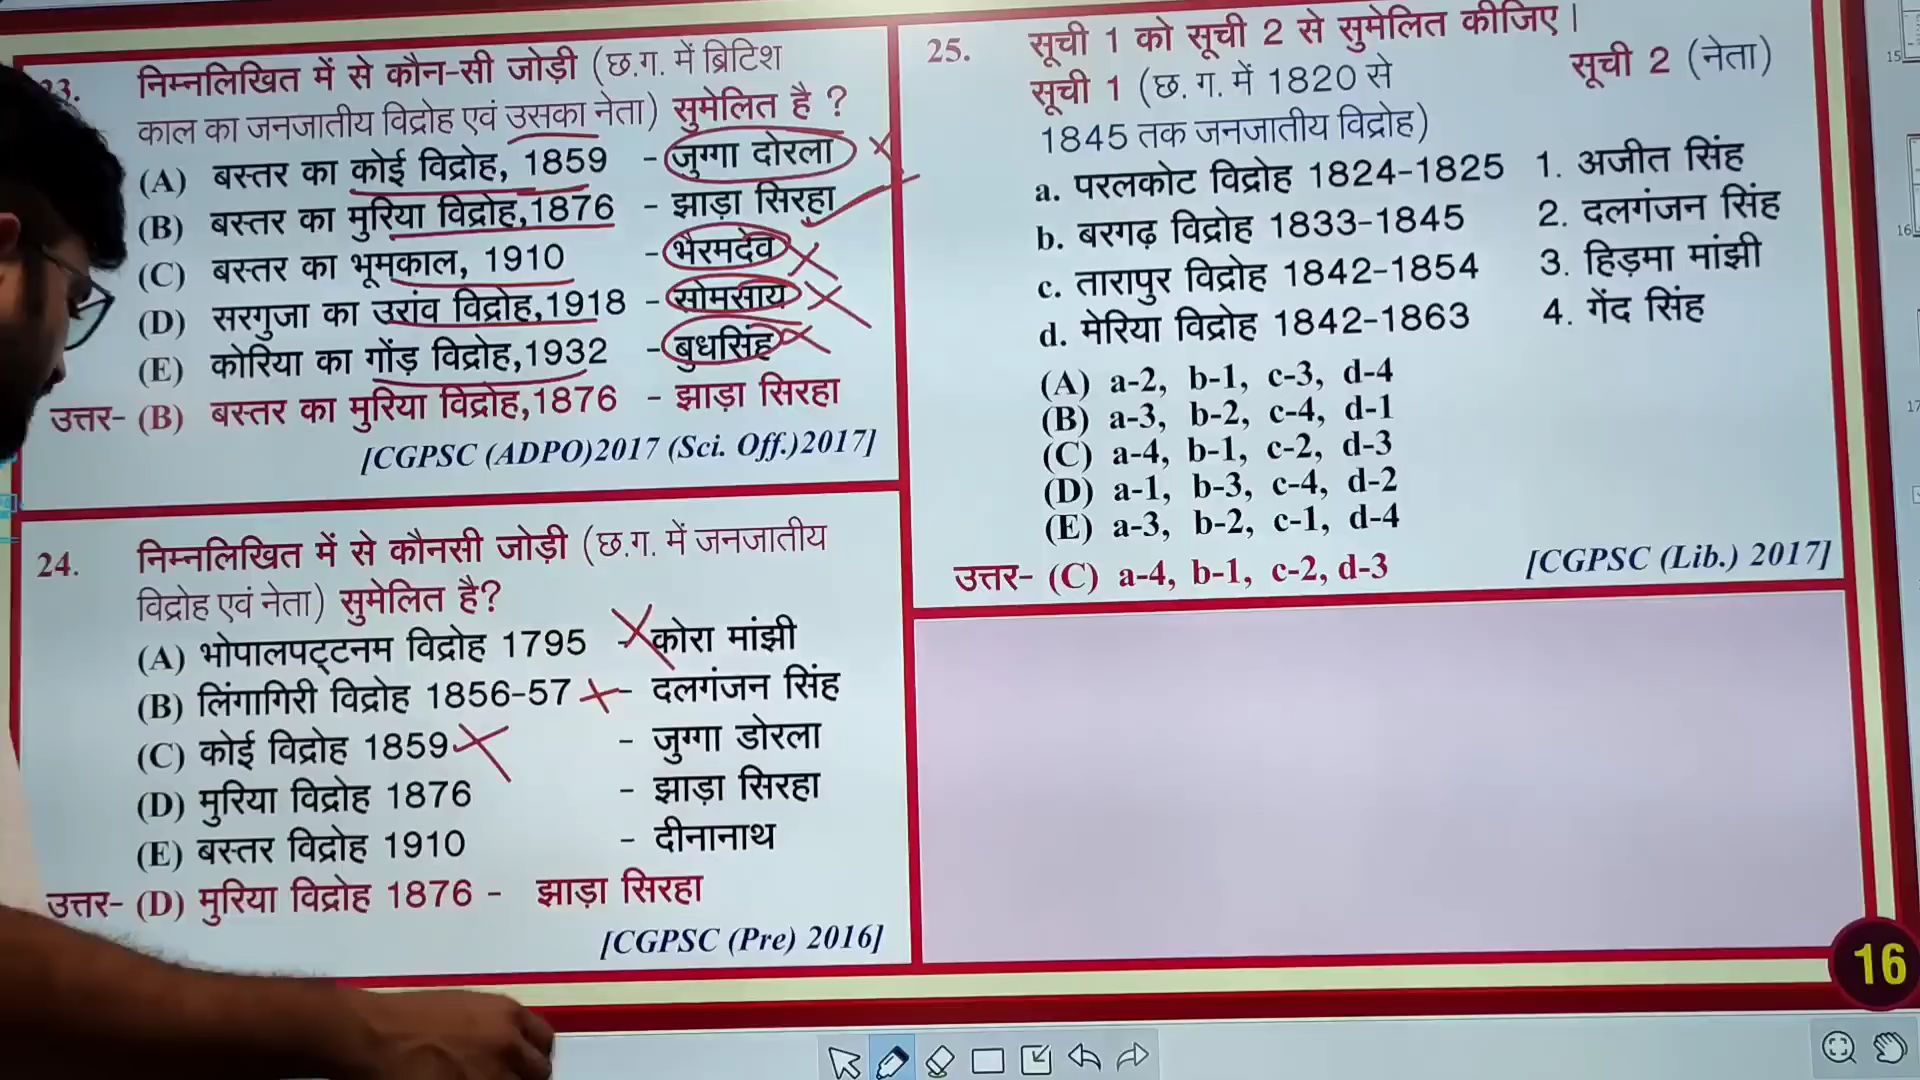 23. निम्नलिखित में से कौन-सी जोड़ी (छ.ग. में ब्रिटिश
काल का जनजातीय विद्रोह एवं उसका नेता) सुमेलित है ?
(A) बस्तर का कोई विद्रोह, 1859 - जुग्गा दोरला
(B) बस्तर का मुरिया विद्रोह,1876 - झाड़ा सिरहा
(C) बस्तर का भूमकाल, 1910 - भैरमदेव
(D) सरगुजा का उरांव विद्रोह,1918 - सोमसाय
(E) कोरिया का गोंड़ विद्रोह,1932 - बुधसिंह
उत्तर- (B) बस्तर का मुरिया विद्रोह,1876 - झाड़ा सिरहा
[CGPSC (ADPO)2017 (Sci. Off.)2017]
24. निम्नलिखित में से कौनसी जोड़ी (छ.ग. में जनजातीय
विद्रोह एवं नेता) सुमेलित है?
(A) भोपालपट्टनम विद्रोह 1795 - कोरा मांझी
(B) लिंगागिरी विद्रोह 1856-57 - दलगंजन सिंह
(C) कोई विद्रोह 1859 - जुग्गा डोरला
(D) मुरिया विद्रोह 1876 - झाड़ा सिरहा
(E) बस्तर विद्रोह 1910 - दीनानाथ
उत्तर- (D) मुरिया विद्रोह 1876 - झाड़ा सिरहा
[CGPSC (Pre) 2016]
25. सूची 1 को सूची 2 से सुमेलित कीजिए।
सूची 1 (छ. ग. में 1820 से सूची 2 (नेता)
1845 तक जनजातीय विद्रोह)
a. परलकोट विद्रोह 1824-1825 1. अजीत सिंह
b. बरगढ़ विद्रोह 1833-1845 2. दलगंजन सिंह
c. तारापुर विद्रोह 1842-1854 3. हिड़मा मांझी
d. मेरिया विद्रोह 1842-1863 4. गेंद सिंह
(A) a-2, b-1, c-3, d-4
(B) a-3, b-2, c-4, d-1
(C) a-4, b-1, c-2, d-3
(D) a-1, b-3, c-4, d-2
(E) a-3, b-2, c-1, d-4
उत्तर- (C) a-4, b-1, c-2, d-3
[CGPSC (Lib.) 2017]
16
15
16
17